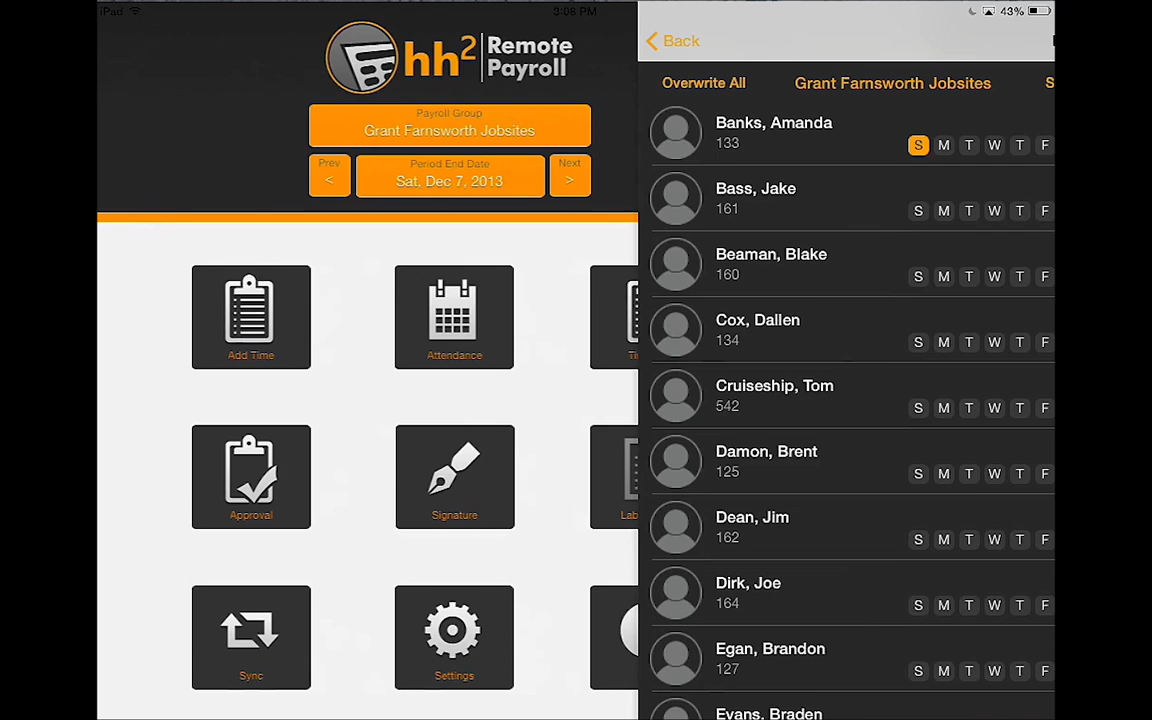 iPad
3:08 PM
43%
hh2 Remote
Payroll
Payroll Group
Grant Farnsworth Jobsites
Prev
<
Period End Date
Sat, Dec 7, 2013
Next
>
Add Time
Attendance
Approval
Signature
Lab
Sync
Settings
Back
Overwrite All
Grant Farnsworth Jobsites
S
Banks, Amanda
133
S M T W T F
Bass, Jake
161
S M T W T F
Beaman, Blake
160
S M T W T F
Cox, Dallen
134
S M T W T F
Cruiseship, Tom
542
S M T W T F
Damon, Brent
125
S M T W T F
Dean, Jim
162
S M T W T F
Dirk, Joe
164
S M T W T F
Egan, Brandon
127
S M T W T F
Evans, Braden